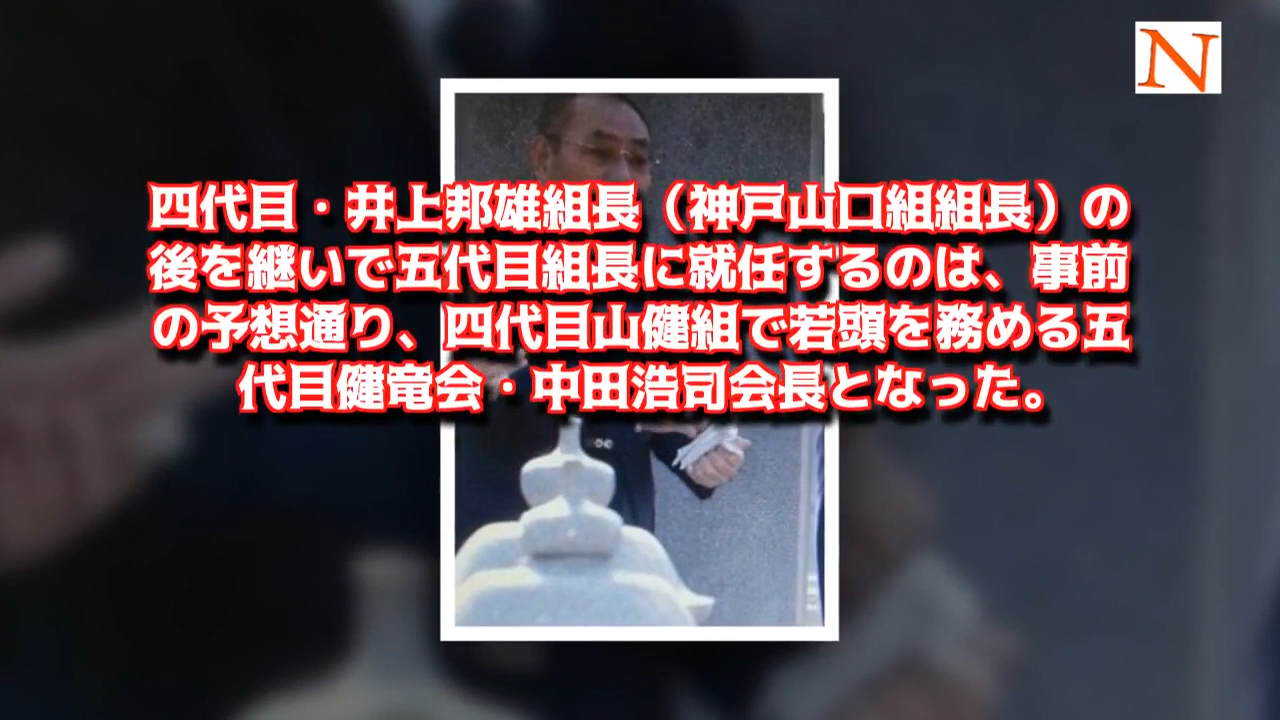 N
四代目・井上邦雄組長（神戸山口組組長）の
後を継いで五代目組長に就任するのは、事前
の予想通り、四代目山健組で若頭を務める五
代目健竜会・中田浩司会長となった。